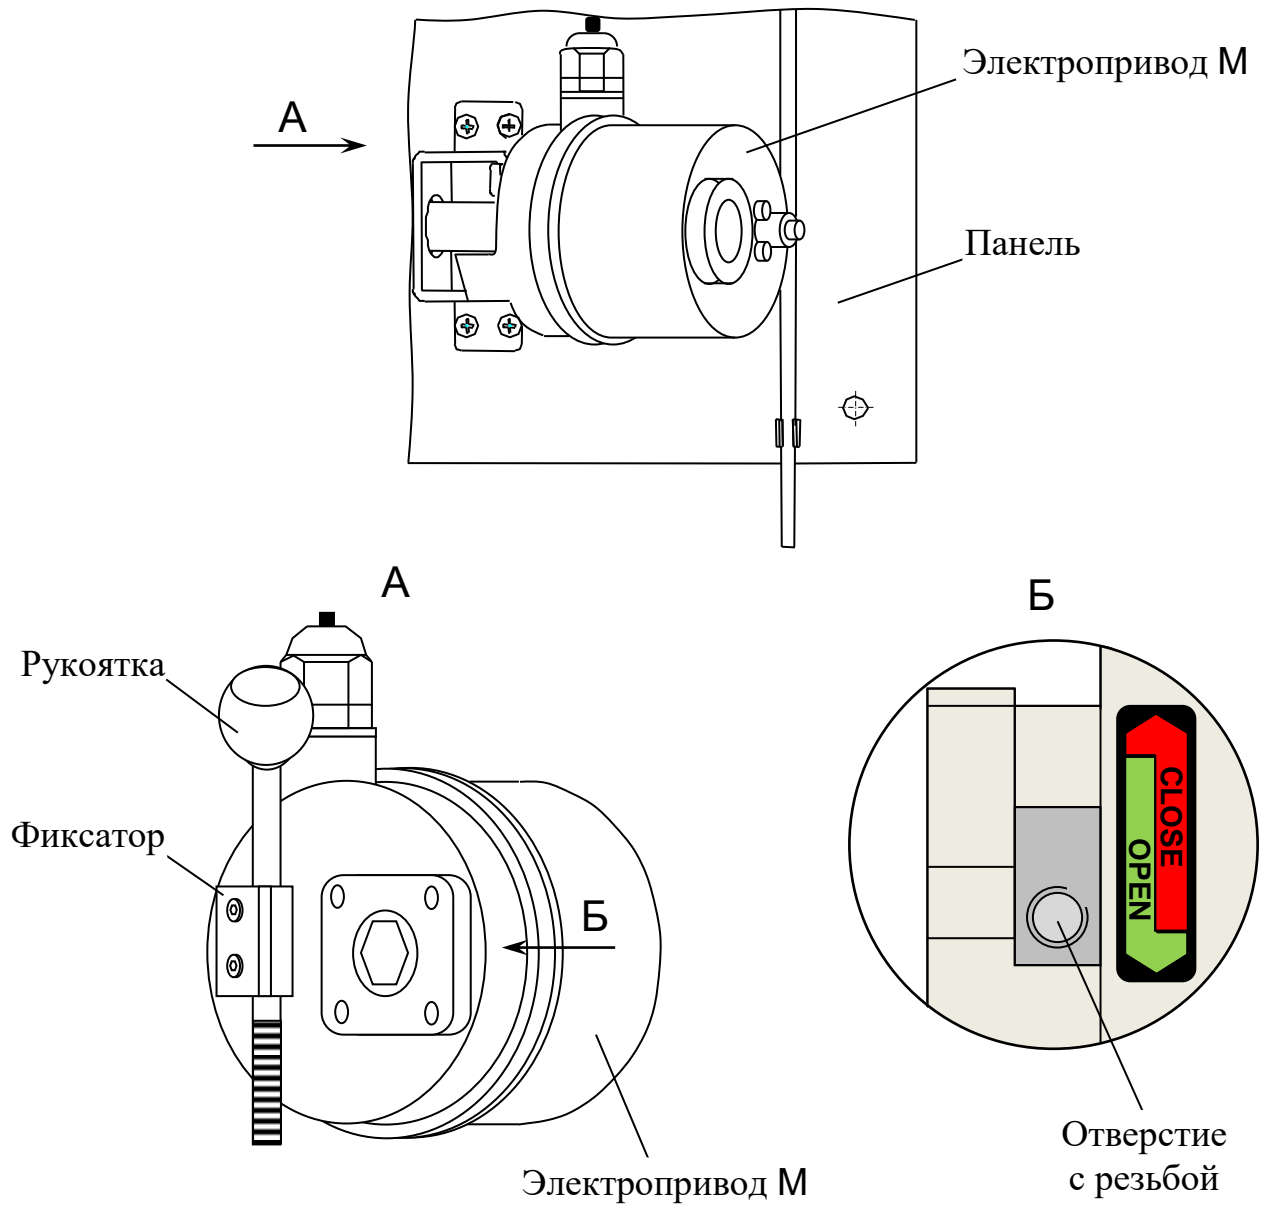 Электропривод М
А
Панель
А
Б
Рукоятка
Фиксатор
Б
CLOSE
OPEN
Отверстие
с резьбой
Электропривод М